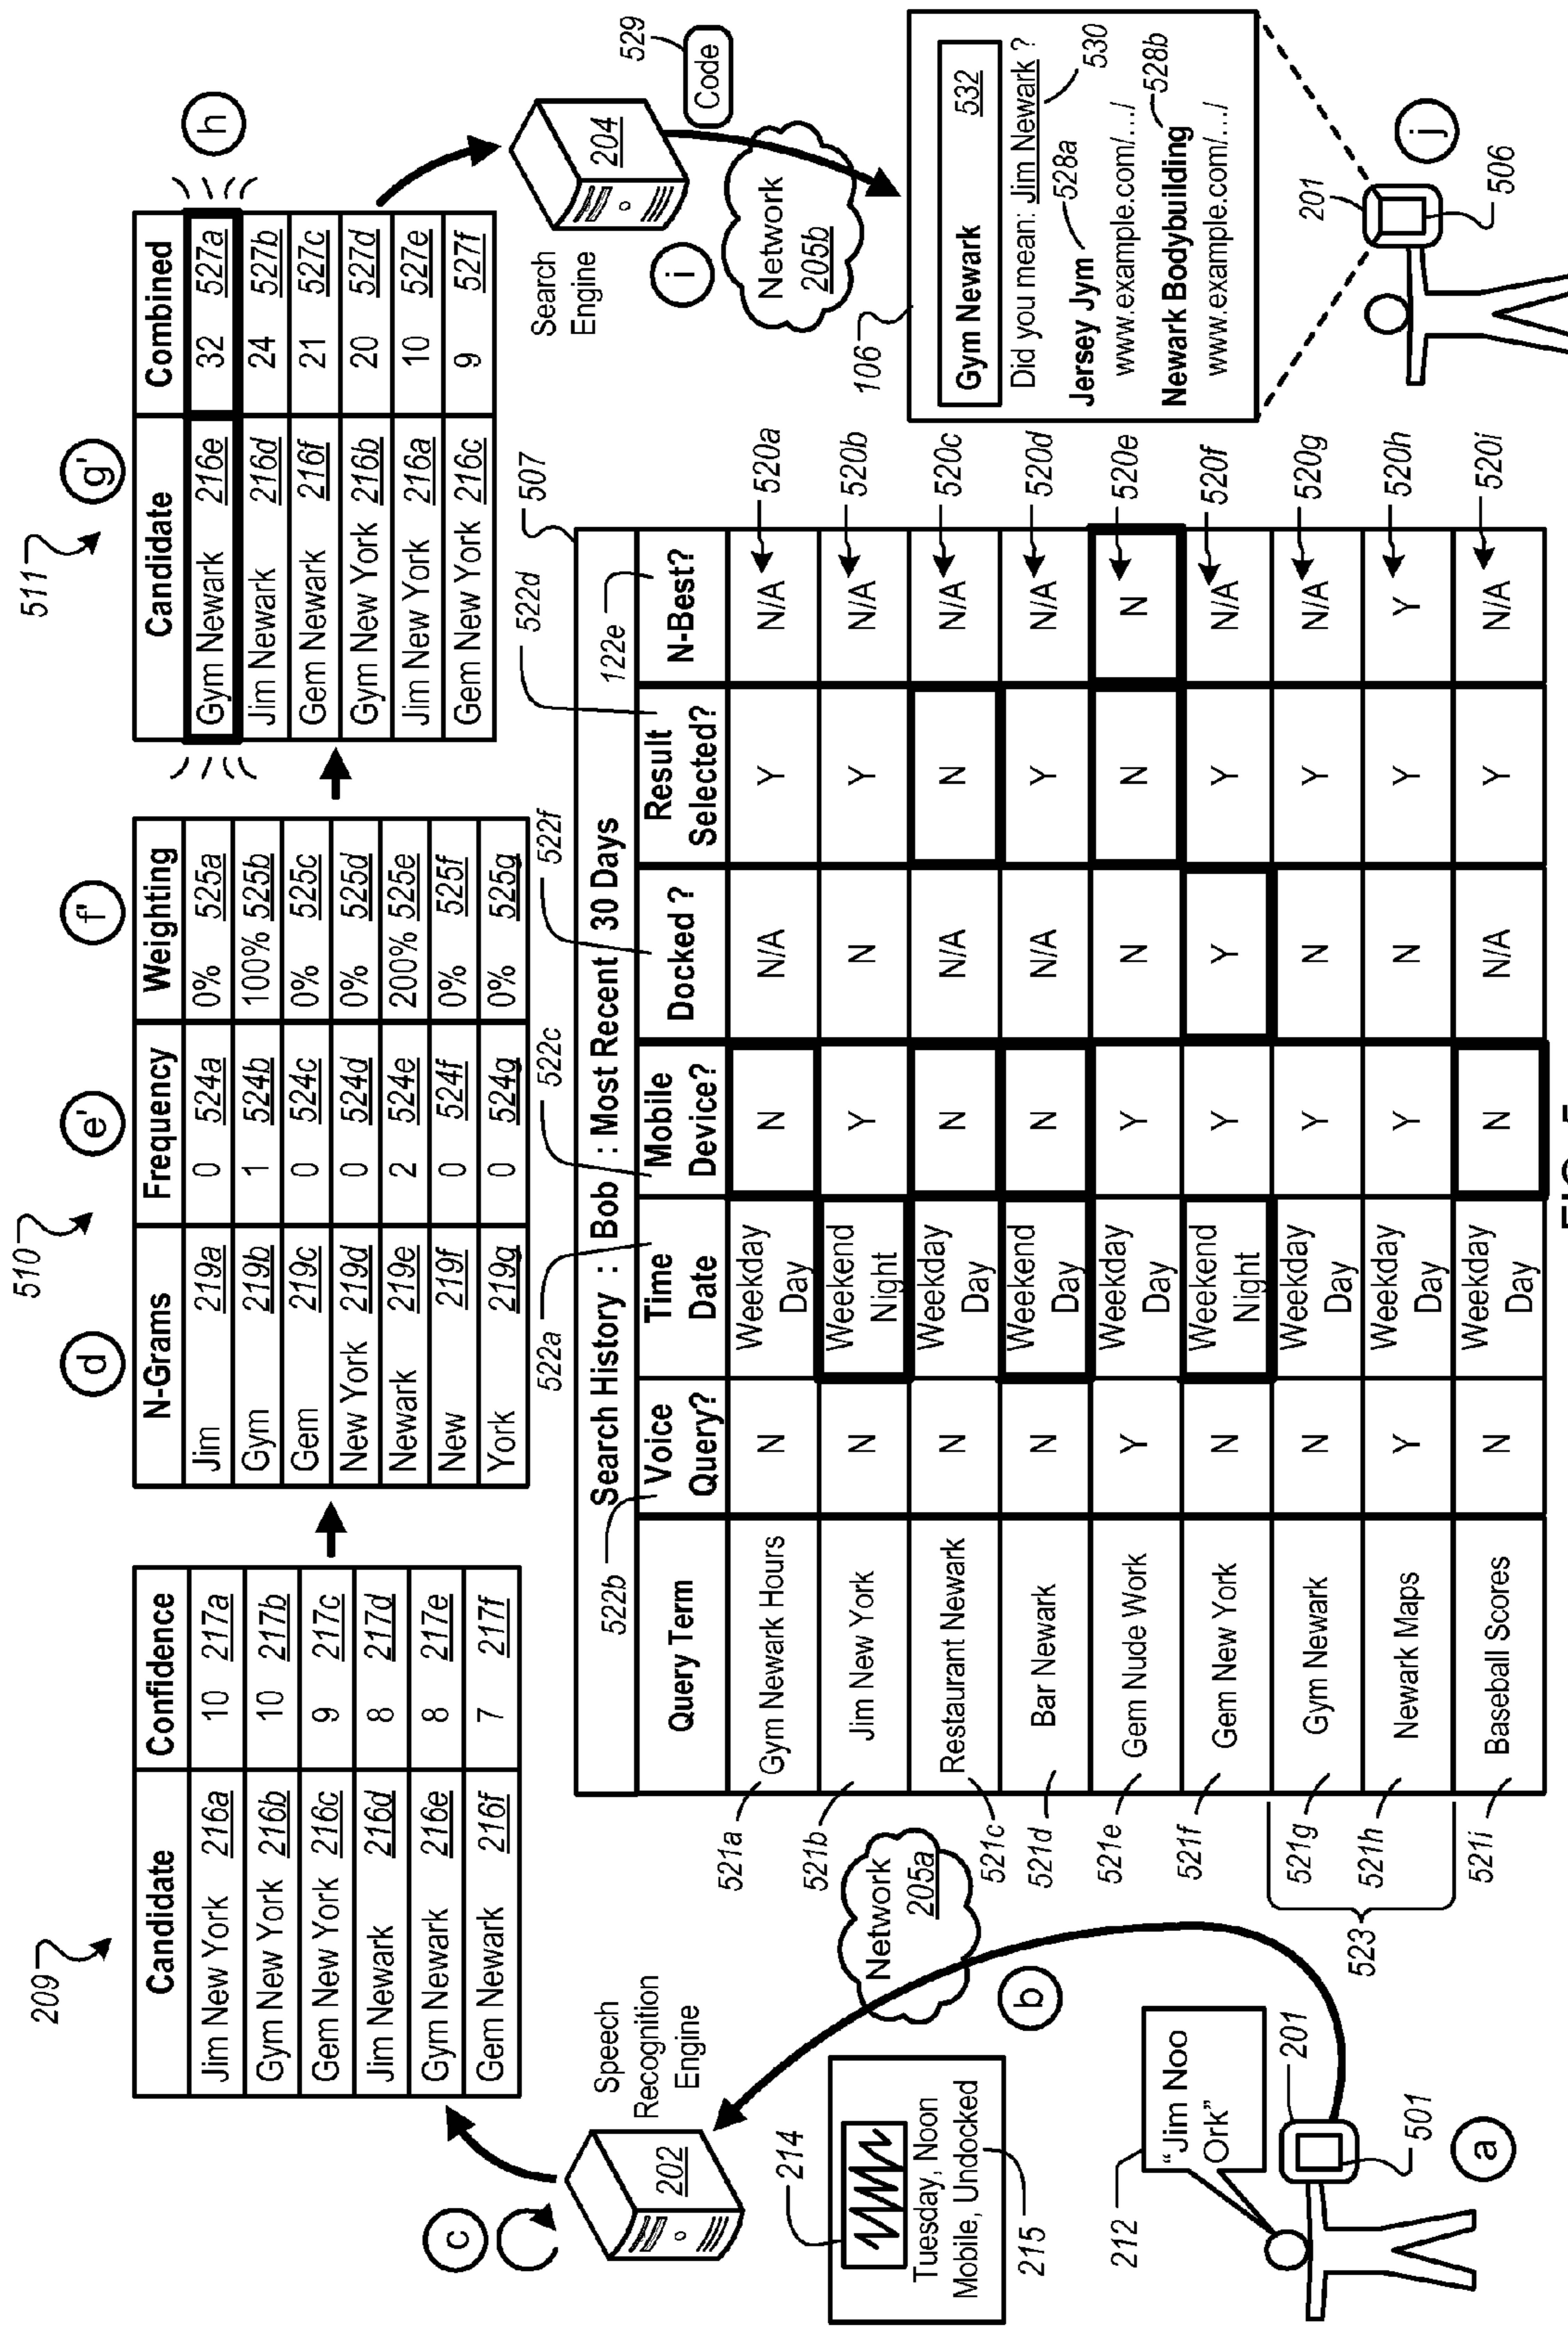 209
Candidate Confidence
Jim New York 216a 10 217a
Gym New York 216b 10 217b
Gem New York 216c 9 217c
Jim Newark 216d 8 217d
Gym Newark 216e 8 217e
Gem Newark 216f 7 217f
510
d e' f'
N-Grams Frequency Weighting
Jim 219a 0 524a 0% 525a
Gym 219b 1 524b 100% 525b
Gem 219c 0 524c 0% 525c
New York 219d 0 524d 0% 525d
Newark 219e 2 524e 200% 525e
New 219f 0 524f 0% 525f
York 219g 0 524g 0% 525g
511
g' h
Candidate Combined
Gym Newark 216e 32 527a
Jim Newark 216d 24 527b
Gem Newark 216f 21 527c
Gym New York 216b 20 527d
Jim New York 216a 10 527e
Gem New York 216c 9 527f
c
202
Speech
Recognition
Engine
214
Tuesday, Noon
Mobile, Undocked
215
Network
205a
b
212
“Jim Noo
Ork”
201
501
a
522b 522a 522c 522f 522d 507
Search History : Bob : Most Recent 30 Days
122e
Query Term Voice Query? Time Date Mobile Device? Docked ? Result Selected? N-Best?
521a Gym Newark Hours N Weekday Day N N/A Y N/A 520a
521b Jim New York N Weekend Night Y N Y N/A 520b
521c Restaurant Newark N Weekday Day N N/A N N/A 520c
521d Bar Newark N Weekend Day N N/A Y N/A 520d
521e Gem Nude Work Y Weekday Day Y N N N 520e
521f Gem New York N Weekend Night Y Y Y N/A 520f
521g Gym Newark N Weekday Day Y N Y N/A 520g
521h Newark Maps Y Weekday Day Y N Y Y 520h
521i Baseball Scores N Weekday Day N N/A Y N/A 520i
523
Search
Engine
204
529
Code
i
Network
205b
106
Gym Newark 532
Did you mean: Jim Newark ?
530
Jersey Jym 528a
www.example.com/.../
Newark Bodybuilding 528b
www.example.com/.../
201
506
j